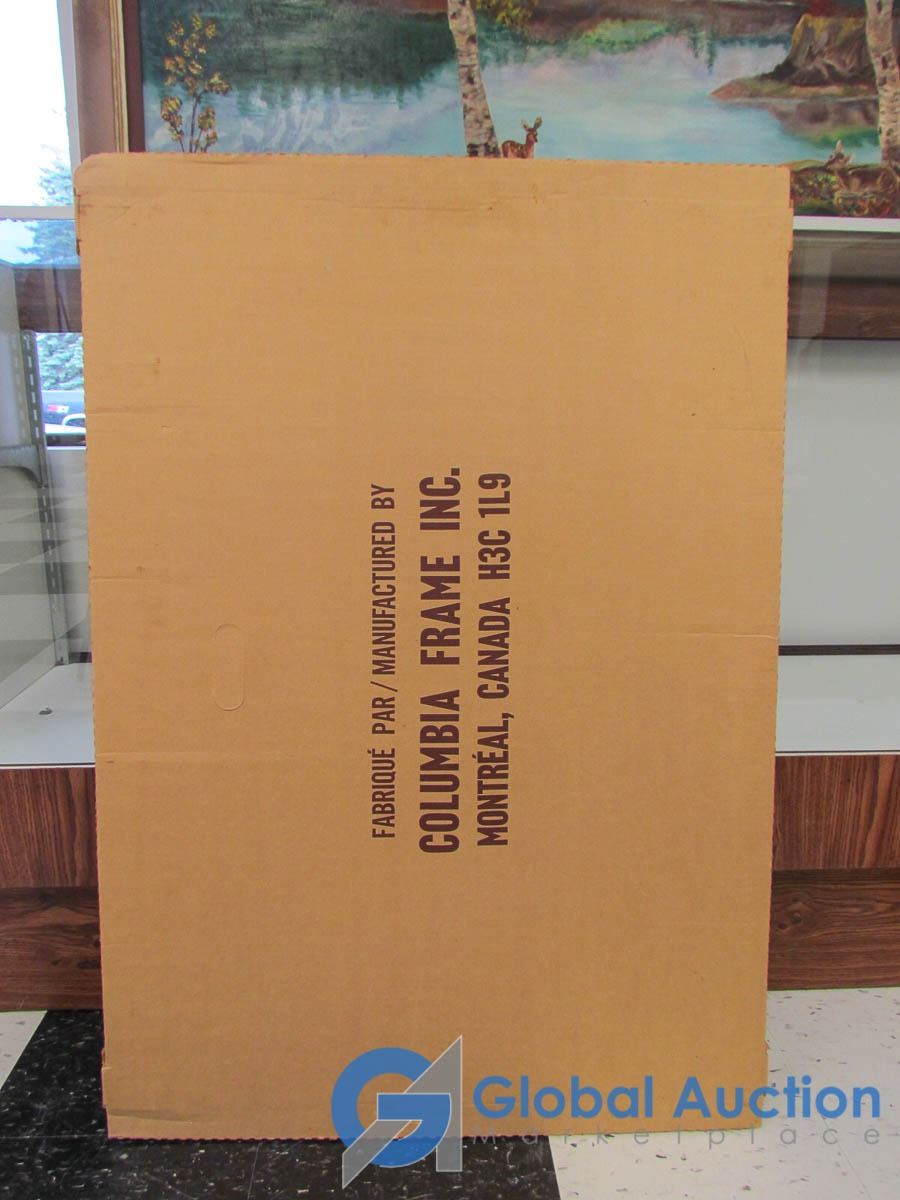 FABRIQUÉ PAR / MANUFACTURED BY
COLUMBIA FRAME INC.
MONTRÉAL, CANADA H3C 1L9
Global Auction
Marketplace